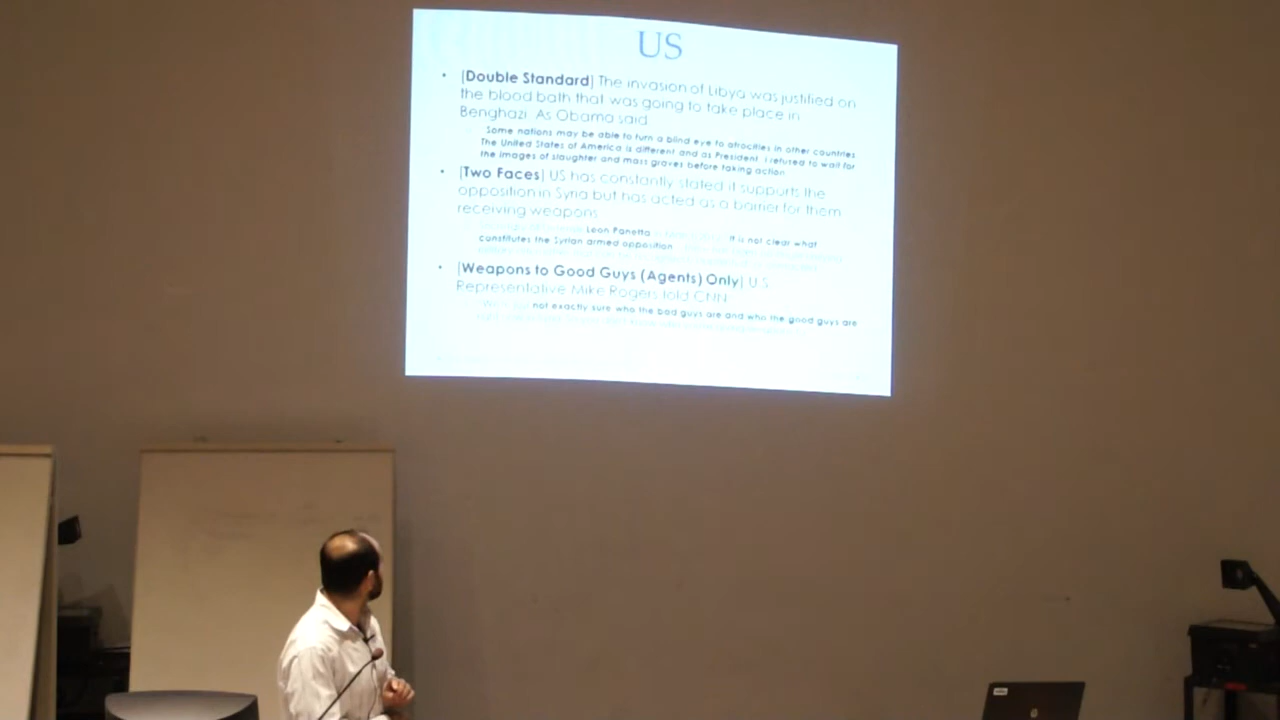 US
• [Double Standard] The invasion of Libya was justified on
the blood bath that was going to take place in
Benghazi. As Obama said
Some nations may be able to turn a blind eye to atrocities in other countries
The United States of America is different and as President I refused to wait for
the images of slaughter and mass graves before taking action
• [Two Faces] US has constantly stated it supports the
opposition in Syria but has acted as a barrier for them
receiving weapons
Leon Panetta it is not clear what
constitutes the Syrian armed opposition
• [Weapons to Good Guys (Agents) Only] U.S
Representative Mike Rogers told CNN
not exactly sure who the bad guys are and who the good guys are